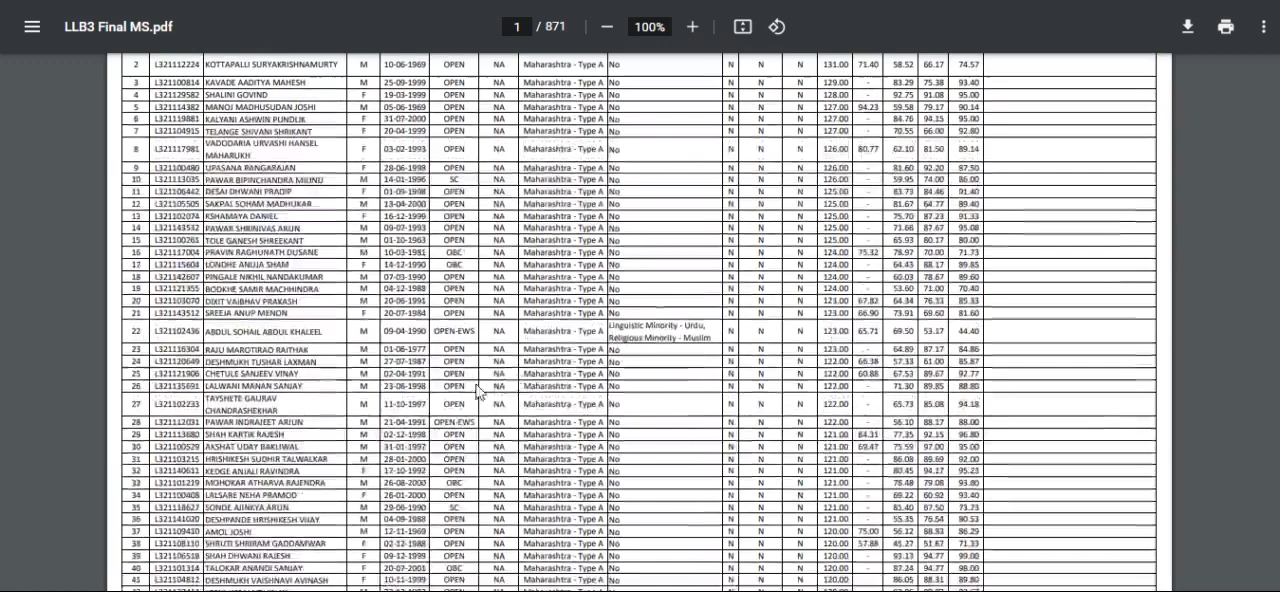 LLB3 Final MS.pdf 1 / 871 100%
2 L321112224 KOTTAPALLI SURYAKRISHNAMURTY M 10-06-1969 OPEN NA Maharashtra - Type A No N N N 131.00 71.40 58.52 66.17 74.57
3 L321100814 KAVADE AADITYA MAHESH M 25-09-1999 OPEN NA Maharashtra - Type A No N N N 129.00 - 83.29 75.38 93.40
4 L321129582 SHALINI GOVIND F 19-03-1999 OPEN NA Maharashtra - Type A No N N N 128.00 - 92.75 91.08 95.00
5 L321114382 MANOJ MADHUSUDAN JOSHI M 05-06-1969 OPEN NA Maharashtra - Type A No N N N 127.00 94.23 59.58 79.17 90.14
6 L321119881 KALYANI ASHWIN PUNDLIK F 31-07-2000 OPEN NA Maharashtra - Type A No N N N 127.00 - 84.76 94.15 95.00
7 L321104915 TELANGE SHIVANI SHRIKANT F 20-04-1999 OPEN NA Maharashtra - Type A No N N N 127.00 - 70.55 66.00 92.80
VADODARIA URVASHI HANSEL
8 L321117981 F 03-02-1993 OPEN NA Maharashtra - Type A No N N N 126.00 80.77 62.10 81.50 89.14
MAHARUKH
9 L321100480 UPASANA RANGARAJAN F 28-06-1998 OPEN NA Maharashtra - Type A No N N N 126.00 - 81.60 92.20 87.50
10 L321113035 PAWAR BIPINCHANDRA MILIND M 14-01-1996 SC NA Maharashtra - Type A No N N N 126.00 - 59.95 74.00 86.00
11 L321106442 DESAI DHWANI PRADIP F 01-09-1998 OPEN NA Maharashtra - Type A No N N N 125.00 - 83.73 84.46 91.40
12 L321105505 SAKPAL SOHAM MADHUKAR M 13-04-2000 OPEN NA Maharashtra - Type A No N N N 125.00 - 81.67 64.77 89.40
13 L321102074 RSHAMAYA DANIEL F 16-12-1999 OPEN NA Maharashtra - Type A No N N N 125.00 - 75.70 87.23 91.33
14 L321143532 PAWAR SHRINIVAS ARUN M 09-07-1993 OPEN NA Maharashtra - Type A No N N N 125.00 - 71.66 87.67 95.08
15 L321100261 TOLE GANESH SHREEKANT M 01-10-1963 OPEN NA Maharashtra - Type A No N N N 125.00 - 65.93 80.17 80.00
16 L321117004 PRAVIN RAGHUNATH DUSANE M 10-03-1981 OBC NA Maharashtra - Type A No N N N 124.00 75.32 78.97 70.00 71.73
17 L321115604 LONDHE ANUJA SHAM F 14-12-1990 OBC NA Maharashtra - Type A No N N N 124.00 - 64.43 88.17 89.85
18 L321142607 PINGALE NIKHIL NANDAKUMAR M 07-03-1990 OPEN NA Maharashtra - Type A No N N N 124.00 - 60.03 78.67 89.60
19 L321121355 BODKHE SAMIR MACHHINDRA M 04-12-1988 OPEN NA Maharashtra - Type A No N N N 124.00 - 53.60 71.00 70.40
20 L321103070 DIXIT VAIBHAV PRAKASH M 20-06-1991 OPEN NA Maharashtra - Type A No N N N 123.00 67.82 64.34 76.33 85.33
21 L321143512 SREEJA ANUP MENON F 20-07-1984 OPEN NA Maharashtra - Type A No N N N 123.00 66.90 73.91 69.60 81.60
Linguistic Minority - Urdu,
22 L321102436 ABDUL SOHAIL ABDUL KHALEEL M 09-04-1990 OPEN-EWS NA Maharashtra - Type A N N N 123.00 65.71 69.50 53.17 44.40
Religious Minority - Muslim
23 L321116304 RAJU MAROTIRAO RAITHAK M 01-06-1977 OPEN NA Maharashtra - Type A No N N N 123.00 - 64.89 87.17 84.86
24 L321120649 DESHMUKH TUSHAR LAXMAN M 27-07-1987 OPEN NA Maharashtra - Type A No N N N 122.00 66.38 57.33 61.00 85.87
25 L321121906 CHETULE SANJEEV VINAY M 02-04-1991 OPEN NA Maharashtra - Type A No N N N 122.00 60.88 67.53 89.67 92.77
26 L321135691 LALWANI MANAN SANJAY M 23-06-1998 OPEN NA Maharashtra - Type A No N N N 122.00 - 71.30 89.85 88.80
TAYSHETE GAURAV
27 L321102233 M 11-10-1997 OPEN NA Maharashtra - Type A No N N N 122.00 - 65.73 85.08 94.18
CHANDRASHEKHAR
28 L321112031 PAWAR INDRAJEET ARJUN M 21-04-1991 OPEN-EWS NA Maharashtra - Type A No N N N 122.00 - 56.10 88.17 88.00
29 L321113680 SHAH KARTIK RAJESH M 02-12-1998 OPEN NA Maharashtra - Type A No N N N 121.00 84.31 77.35 92.15 96.80
30 L321100529 AKSHAT UDAY BAKLIWAL M 31-01-1997 OPEN NA Maharashtra - Type A No N N N 121.00 69.47 75.59 97.00 95.00
31 L321103215 HRISHIKESH SUDHIR TALWALKAR M 28-01-2000 OPEN NA Maharashtra - Type A No N N N 121.00 - 86.08 89.69 92.00
32 L321140611 KEDGE ANJALI RAVINDRA F 17-10-1992 OPEN NA Maharashtra - Type A No N N N 121.00 - 80.45 94.17 95.23
33 L321101219 MOHOKAR ATHARVA RAJENDRA M 26-08-2000 OBC NA Maharashtra - Type A No N N N 121.00 - 78.48 79.08 93.80
34 L321100408 LALSARE NEHA PRAMOD F 26-01-2000 OPEN NA Maharashtra - Type A No N N N 121.00 - 69.22 60.92 93.40
35 L321118627 SONDE AJINKYA ARUN M 29-06-1990 SC NA Maharashtra - Type A No N N N 121.00 - 81.40 67.50 73.73
36 L321141020 DESHPANDE HRISHIKESH VIJAY M 04-09-1988 OPEN NA Maharashtra - Type A No N N N 121.00 - 55.35 76.54 80.53
37 L321109410 AMOL JOSHI M 12-11-1969 OPEN NA Maharashtra - Type A No N N N 120.00 75.00 56.12 88.93 86.29
38 L321108110 SHRUTI SHRIRAM GADDAMWAR F 02-12-1988 OPEN NA Maharashtra - Type A No N N N 120.00 57.88 45.27 51.67 71.33
39 L321106519 SHAH DHWANI RAJESH F 09-12-1999 OPEN NA Maharashtra - Type A No N N N 120.00 - 93.13 94.77 99.00
40 L321101314 TALOKAR ANANDI SANJAY F 20-07-2001 OBC NA Maharashtra - Type A No N N N 120.00 - 87.24 94.77 98.00
41 L321104812 DESHMUKH VAISHNAVI AVINASH F 10-11-1999 OPEN NA Maharashtra - Type A No N N N 120.00 86.05 88.31 89.80